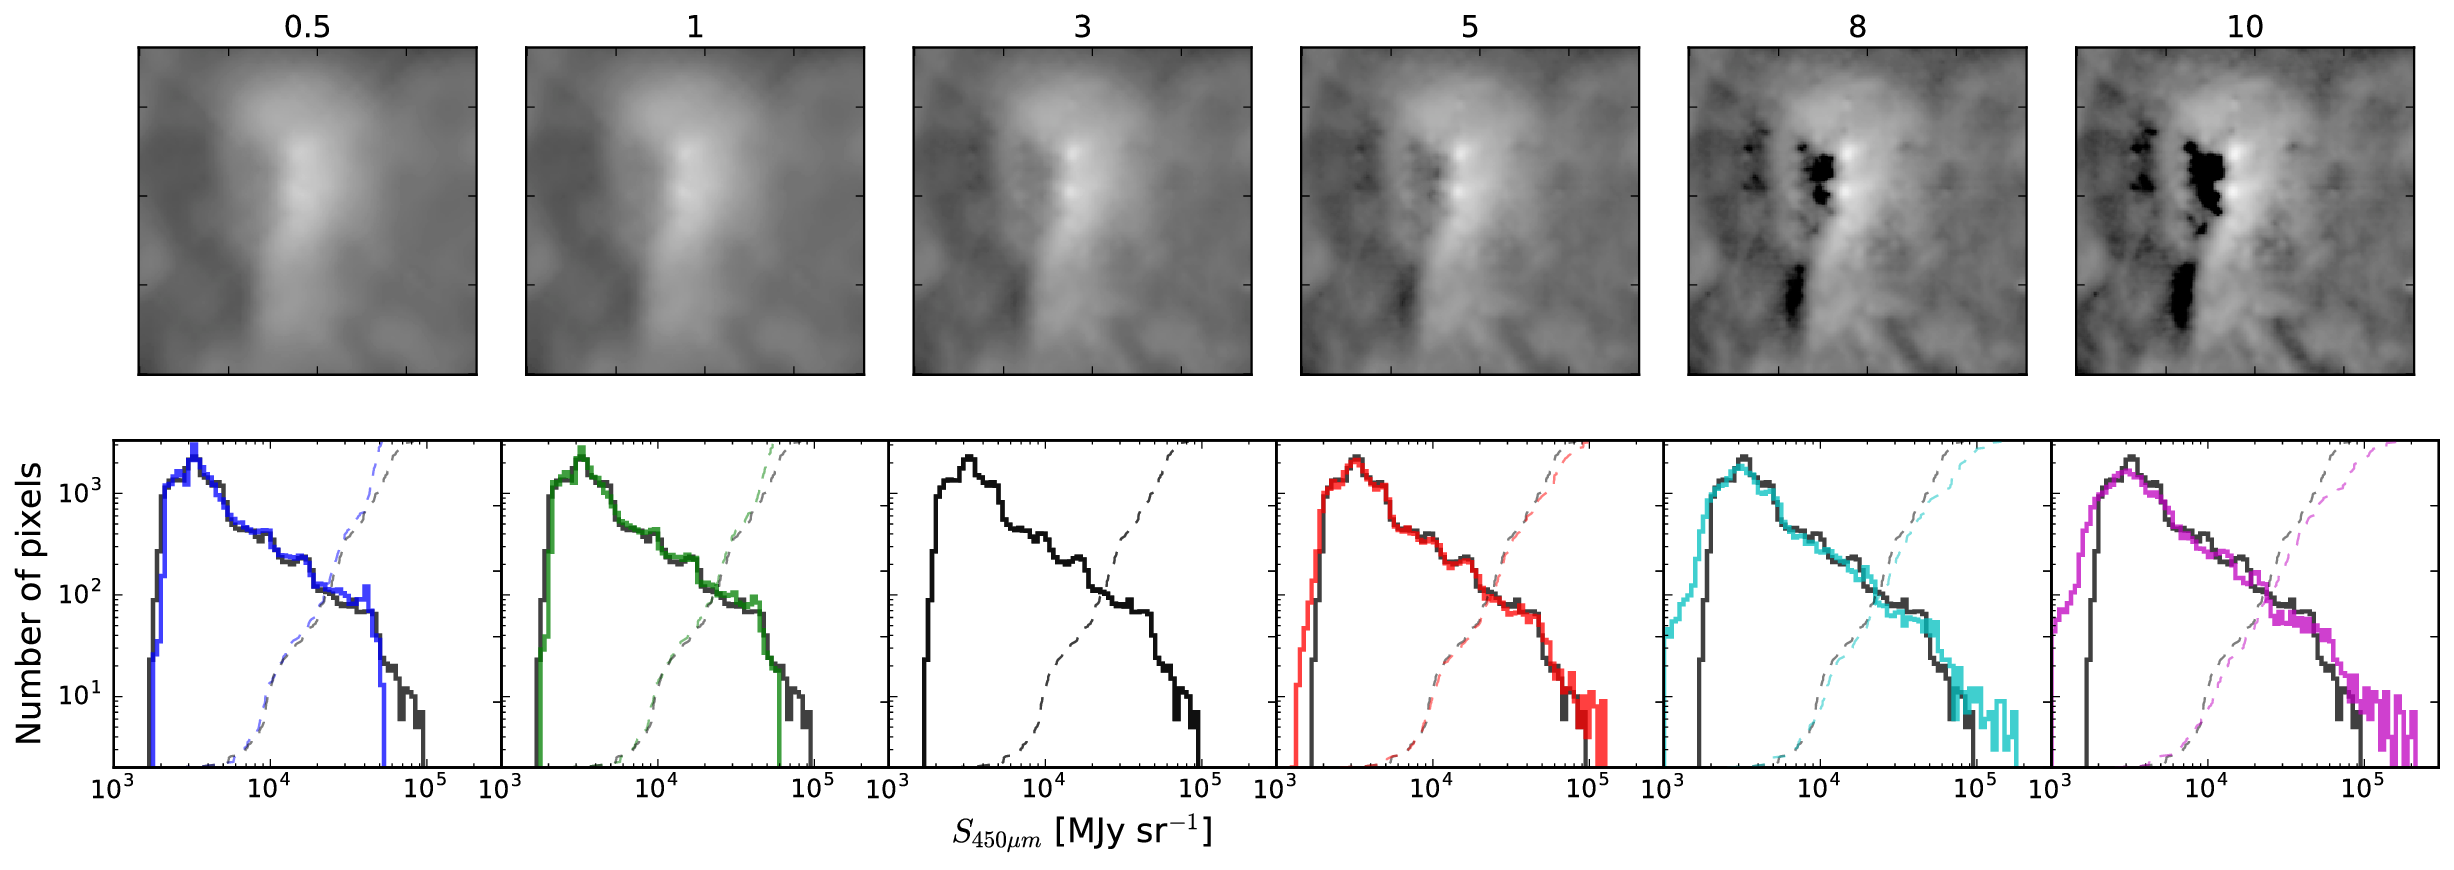 0.5 1 3 5 8 10
Number of pixels
10³
10²
10¹
10³ 10⁴ 10⁵ 10³ 10⁴ 10⁵ 10³ 10⁴ 10⁵ 10³ 10⁴ 10⁵ 10³ 10⁴ 10⁵ 10³ 10⁴ 10⁵
S₄₅₀μm [MJy sr⁻¹]